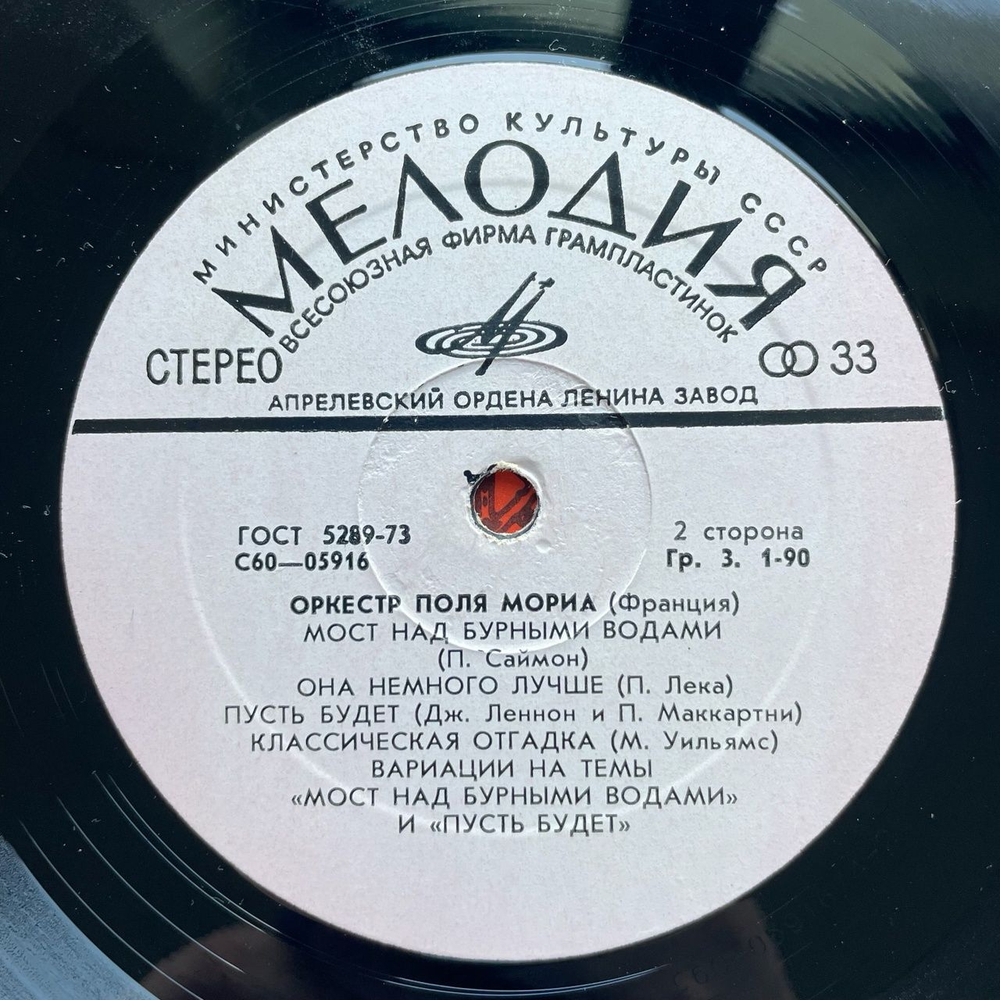 МИНИСТЕРСТВО КУЛЬТУРЫ СССР
МЕЛОДИЯ
ВСЕСОЮЗНАЯ ФИРМА ГРАМПЛАСТИНОК
СТЕРЕО
33
АПРЕЛЕВСКИЙ ОРДЕНА ЛЕНИНА ЗАВОД
ГОСТ 5289-73
2 сторона
С60—05916
Гр. 3. 1-90
ОРКЕСТР ПОЛЯ МОРИА (Франция)
МОСТ НАД БУРНЫМИ ВОДАМИ
(П. Саймон)
ОНА НЕМНОГО ЛУЧШЕ (П. Лека)
ПУСТЬ БУДЕТ (Дж. Леннон и П. Маккартни)
КЛАССИЧЕСКАЯ ОТГАДКА (М. Уильямс)
ВАРИАЦИИ НА ТЕМЫ
«МОСТ НАД БУРНЫМИ ВОДАМИ»
И «ПУСТЬ БУДЕТ»